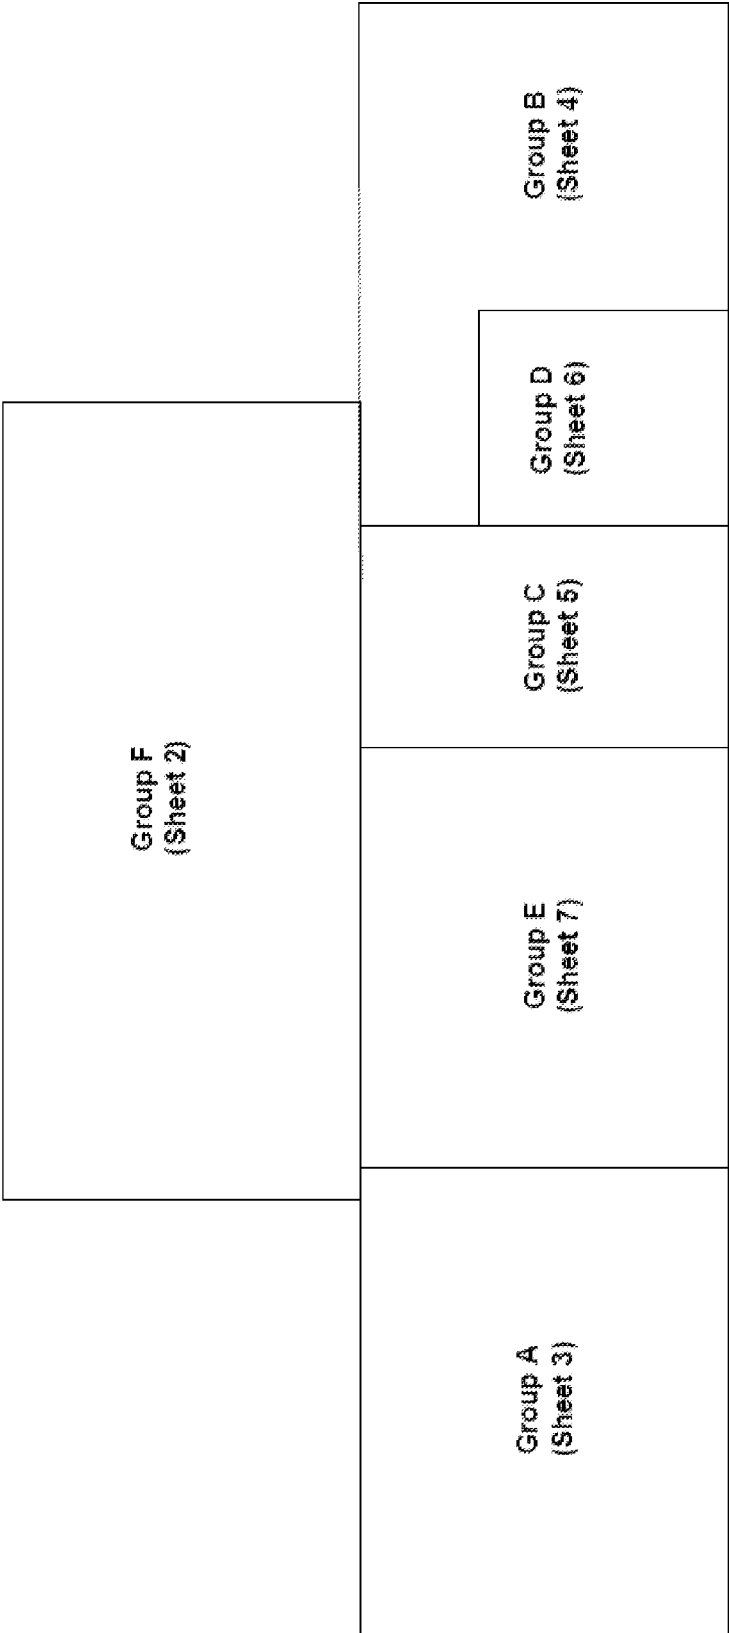 Group F
(Sheet 2)
Group A
(Sheet 3)
Group E
(Sheet 7)
Group C
(Sheet 5)
Group D
(Sheet 6)
Group B
(Sheet 4)